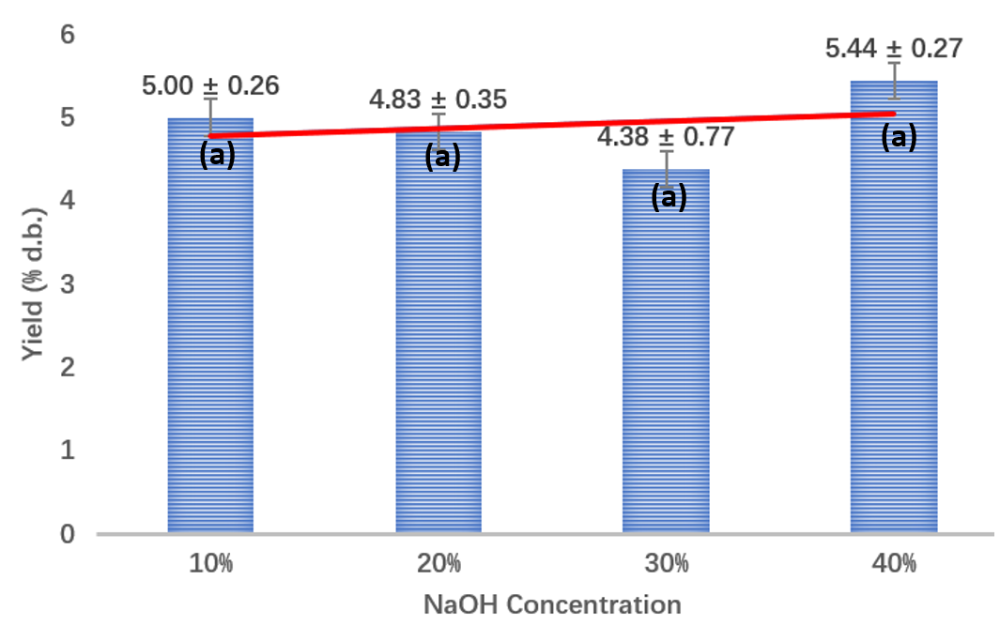 6
5.44 ± 0.27
5.00 ± 0.26
4.83 ± 0.35
5
4.38 ± 0.77
(a)
(a)
(a)
(a)
4
3
2
1
0
Yield (% d.b.)
10%
20%
30%
40%
NaOH Concentration